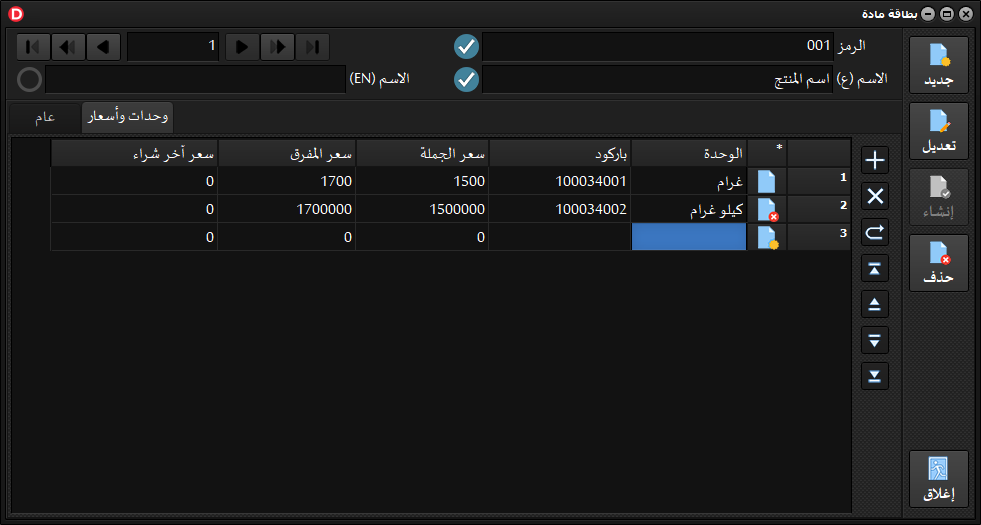 بطاقة مادة
الرمز 001
1
الاسم (ع) اسم المنتج
الاسم (EN)
جديد
تعديل
إنشاء
حذف
إغلاق
وحدات وأسعار
عام
* الوحدة باركود سعر الجملة سعر المفرق سعر آخر شراء
1 غرام 100034001 1500 1700 0
2 كيلو غرام 100034002 1500000 1700000 0
3 0 0 0